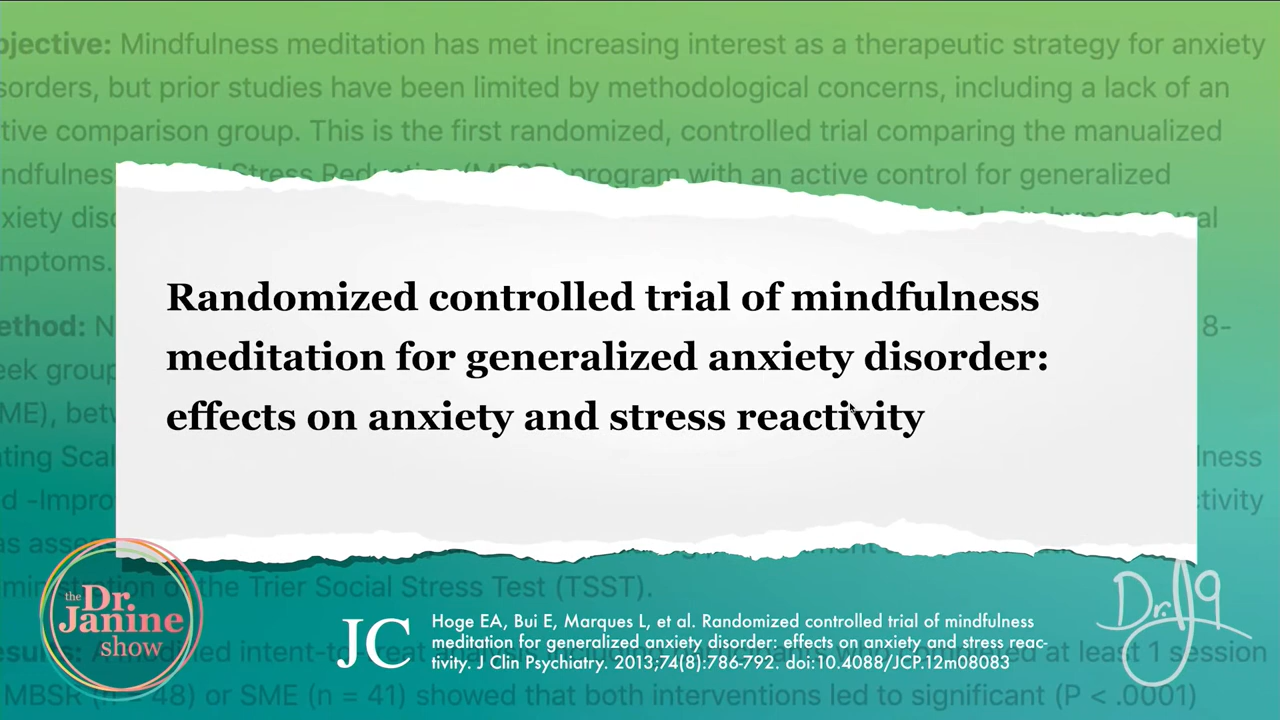 ojective: Mindfulness meditation has met increasing interest as a therapeutic strategy for anxiety
sorders, but prior studies have been limited by methodological concerns, including a lack of an
tive comparison group. This is the first randomized, controlled trial comparing the manualized
ndfulnes Stress program with an active control for generalized
xiety diso
mptoms.
Randomized controlled trial of mindfulness
meditation for generalized anxiety disorder:
effects on anxiety and stress reactivity
ethod: N 8-
eek group
ME), betw
ating Scal lness
d -Improv ctivity
as asse
of the Trier Social Stress Test (TSST).
the
Dr.
Janine
show
JC
Hoge EA, Bui E, Marques L, et al. Randomized controlled trial of mindfulness
meditation for generalized anxiety disorder: effects on anxiety and stress reac-
tivity. J Clin Psychiatry. 2013;74(8):786-792. doi:10.4088/JCP.12m08083
Dr. J9
at least 1 session
MBSR (n = 48) or SME (n = 41) showed that both interventions led to significant (P < .0001)